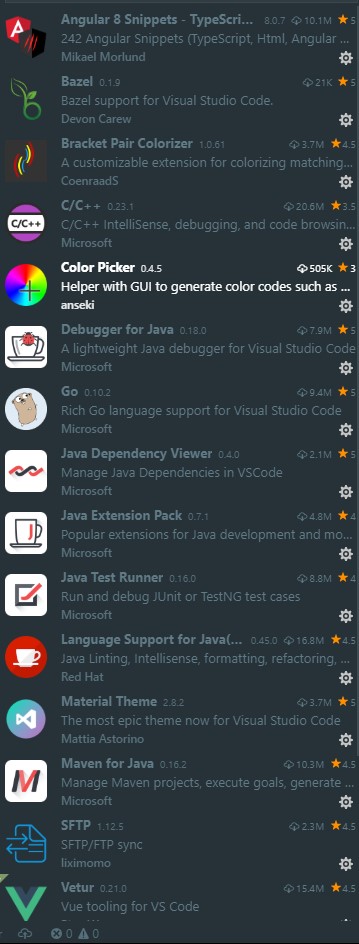 Angular 8 Snippets - TypeScri... 8.0.7 10.1M 5
242 Angular Snippets (TypeScript, Html, Angular ...
Mikael Morlund
Bazel 0.1.9 21K 5
Bazel support for Visual Studio Code.
Devon Carew
Bracket Pair Colorizer 1.0.61 3.7M 4.5
A customizable extension for colorizing matching...
CoenraadS
C/C++ 0.23.1 20.6M 3.5
C/C++ IntelliSense, debugging, and code browsin...
Microsoft
Color Picker 0.4.5 505K 3
Helper with GUI to generate color codes such as ...
anseki
Debugger for Java 0.18.0 7.9M 5
A lightweight Java debugger for Visual Studio Code
Microsoft
Go 0.10.2 9.4M 5
Rich Go language support for Visual Studio Code
Microsoft
Java Dependency Viewer 0.4.0 2.1M 5
Manage Java Dependencies in VSCode
Microsoft
Java Extension Pack 0.7.1 4.8M 4
Popular extensions for Java development and mo...
Microsoft
Java Test Runner 0.16.0 8.8M 4
Run and debug JUnit or TestNG test cases
Microsoft
Language Support for Java(... 0.45.0 16.8M 4.5
Java Linting, Intellisense, formatting, refactoring, ...
Red Hat
Material Theme 2.8.2 3.7M 5
The most epic theme now for Visual Studio Code
Mattia Astorino
Maven for Java 0.16.2 10.3M 4.5
Manage Maven projects, execute goals, generate ...
Microsoft
SFTP 1.12.5 2.3M 4.5
SFTP/FTP sync
liximomo
Vetur 0.21.0 15.4M 4.5
Vue tooling for VS Code
0 0